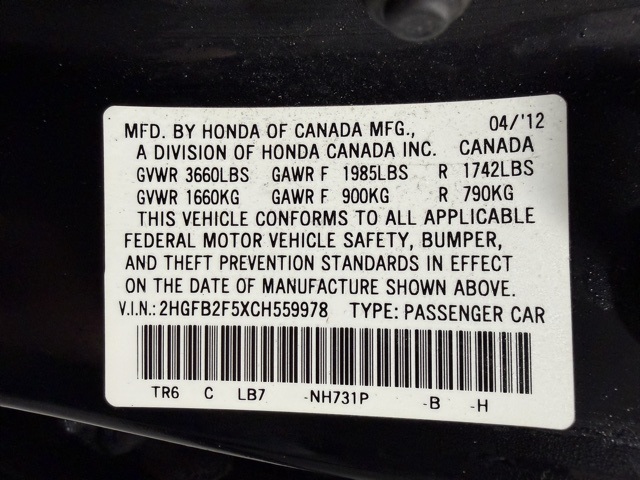 MFD. BY HONDA OF CANADA MFG., 04/'12
A DIVISION OF HONDA CANADA INC. CANADA
GVWR 3660LBS GAWR F 1985LBS R 1742LBS
GVWR 1660KG GAWR F 900KG R 790KG
THIS VEHICLE CONFORMS TO ALL APPLICABLE
FEDERAL MOTOR VEHICLE SAFETY, BUMPER,
AND THEFT PREVENTION STANDARDS IN EFFECT
ON THE DATE OF MANUFACTURE SHOWN ABOVE.
V.I.N.: 2HGFB2F5XCH559978 TYPE: PASSENGER CAR
TR6 C LB7 -NH731P -B -H